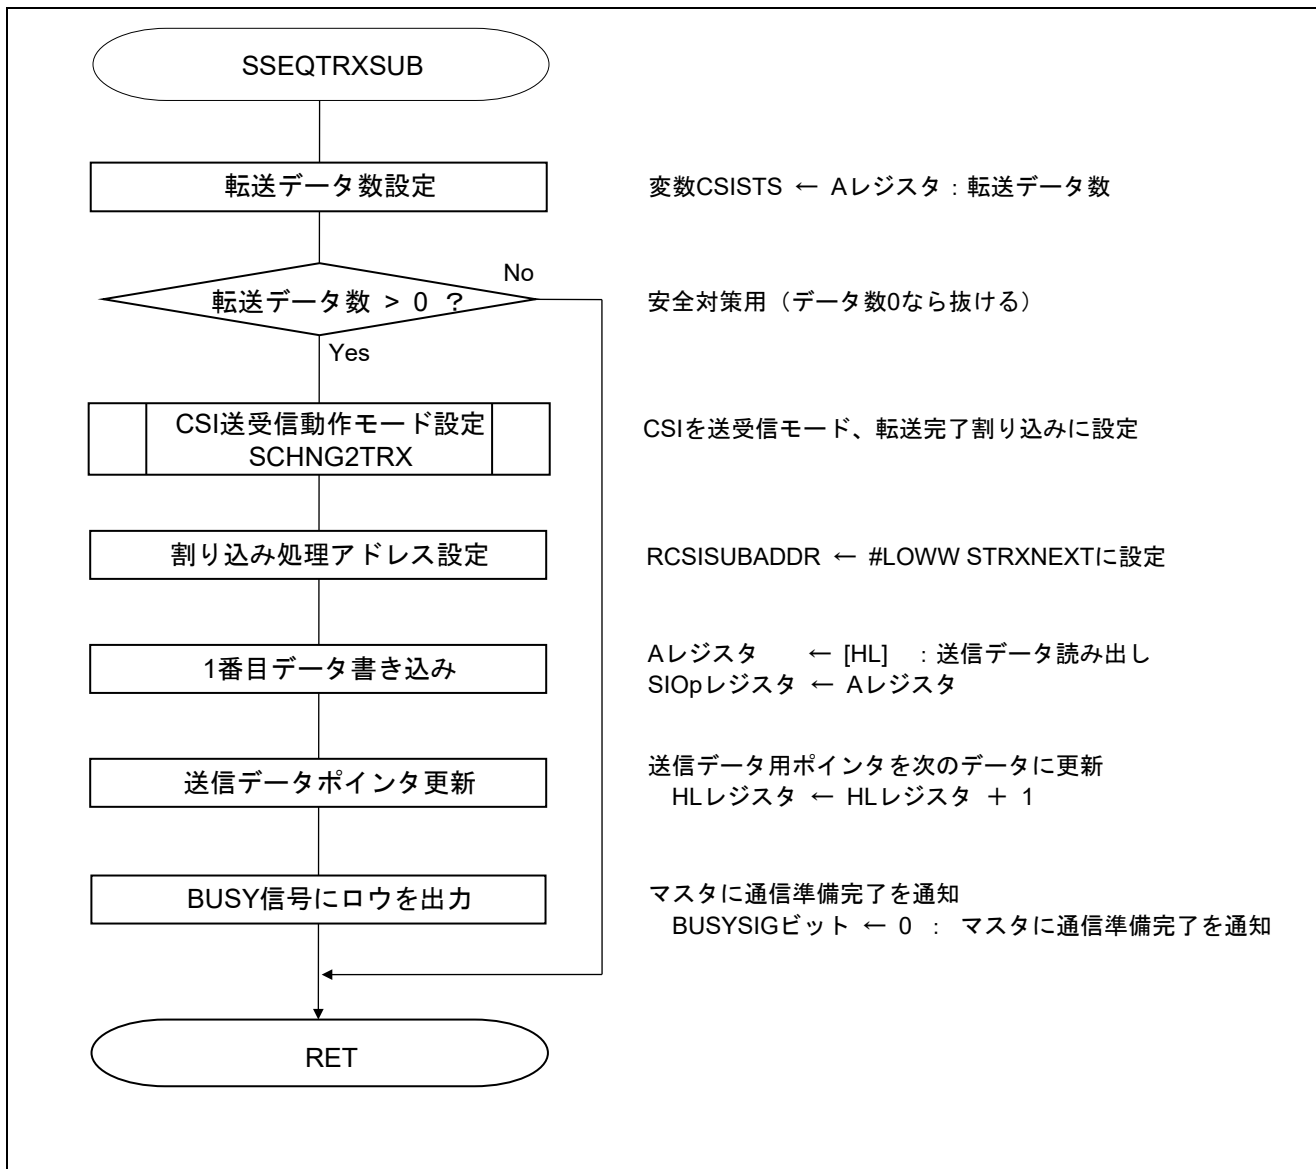 SSEQTRXSUB
転送データ数設定
変数CSISTS ← Aレジスタ：転送データ数
No
転送データ数 > 0 ？
安全対策用（データ数0なら抜ける）
Yes
CSI送受信動作モード設定
SCHNG2TRX
CSIを送受信モード、転送完了割り込みに設定
割り込み処理アドレス設定
RCSISUBADDR ← #LOWW STRXNEXTに設定
1番目データ書き込み
Aレジスタ ← [HL] ：送信データ読み出し
SIOpレジスタ ← Aレジスタ
送信データポインタ更新
送信データ用ポインタを次のデータに更新
HLレジスタ ← HLレジスタ ＋ 1
BUSY信号にロウを出力
マスタに通信準備完了を通知
BUSYSIGビット ← 0 ： マスタに通信準備完了を通知
RET